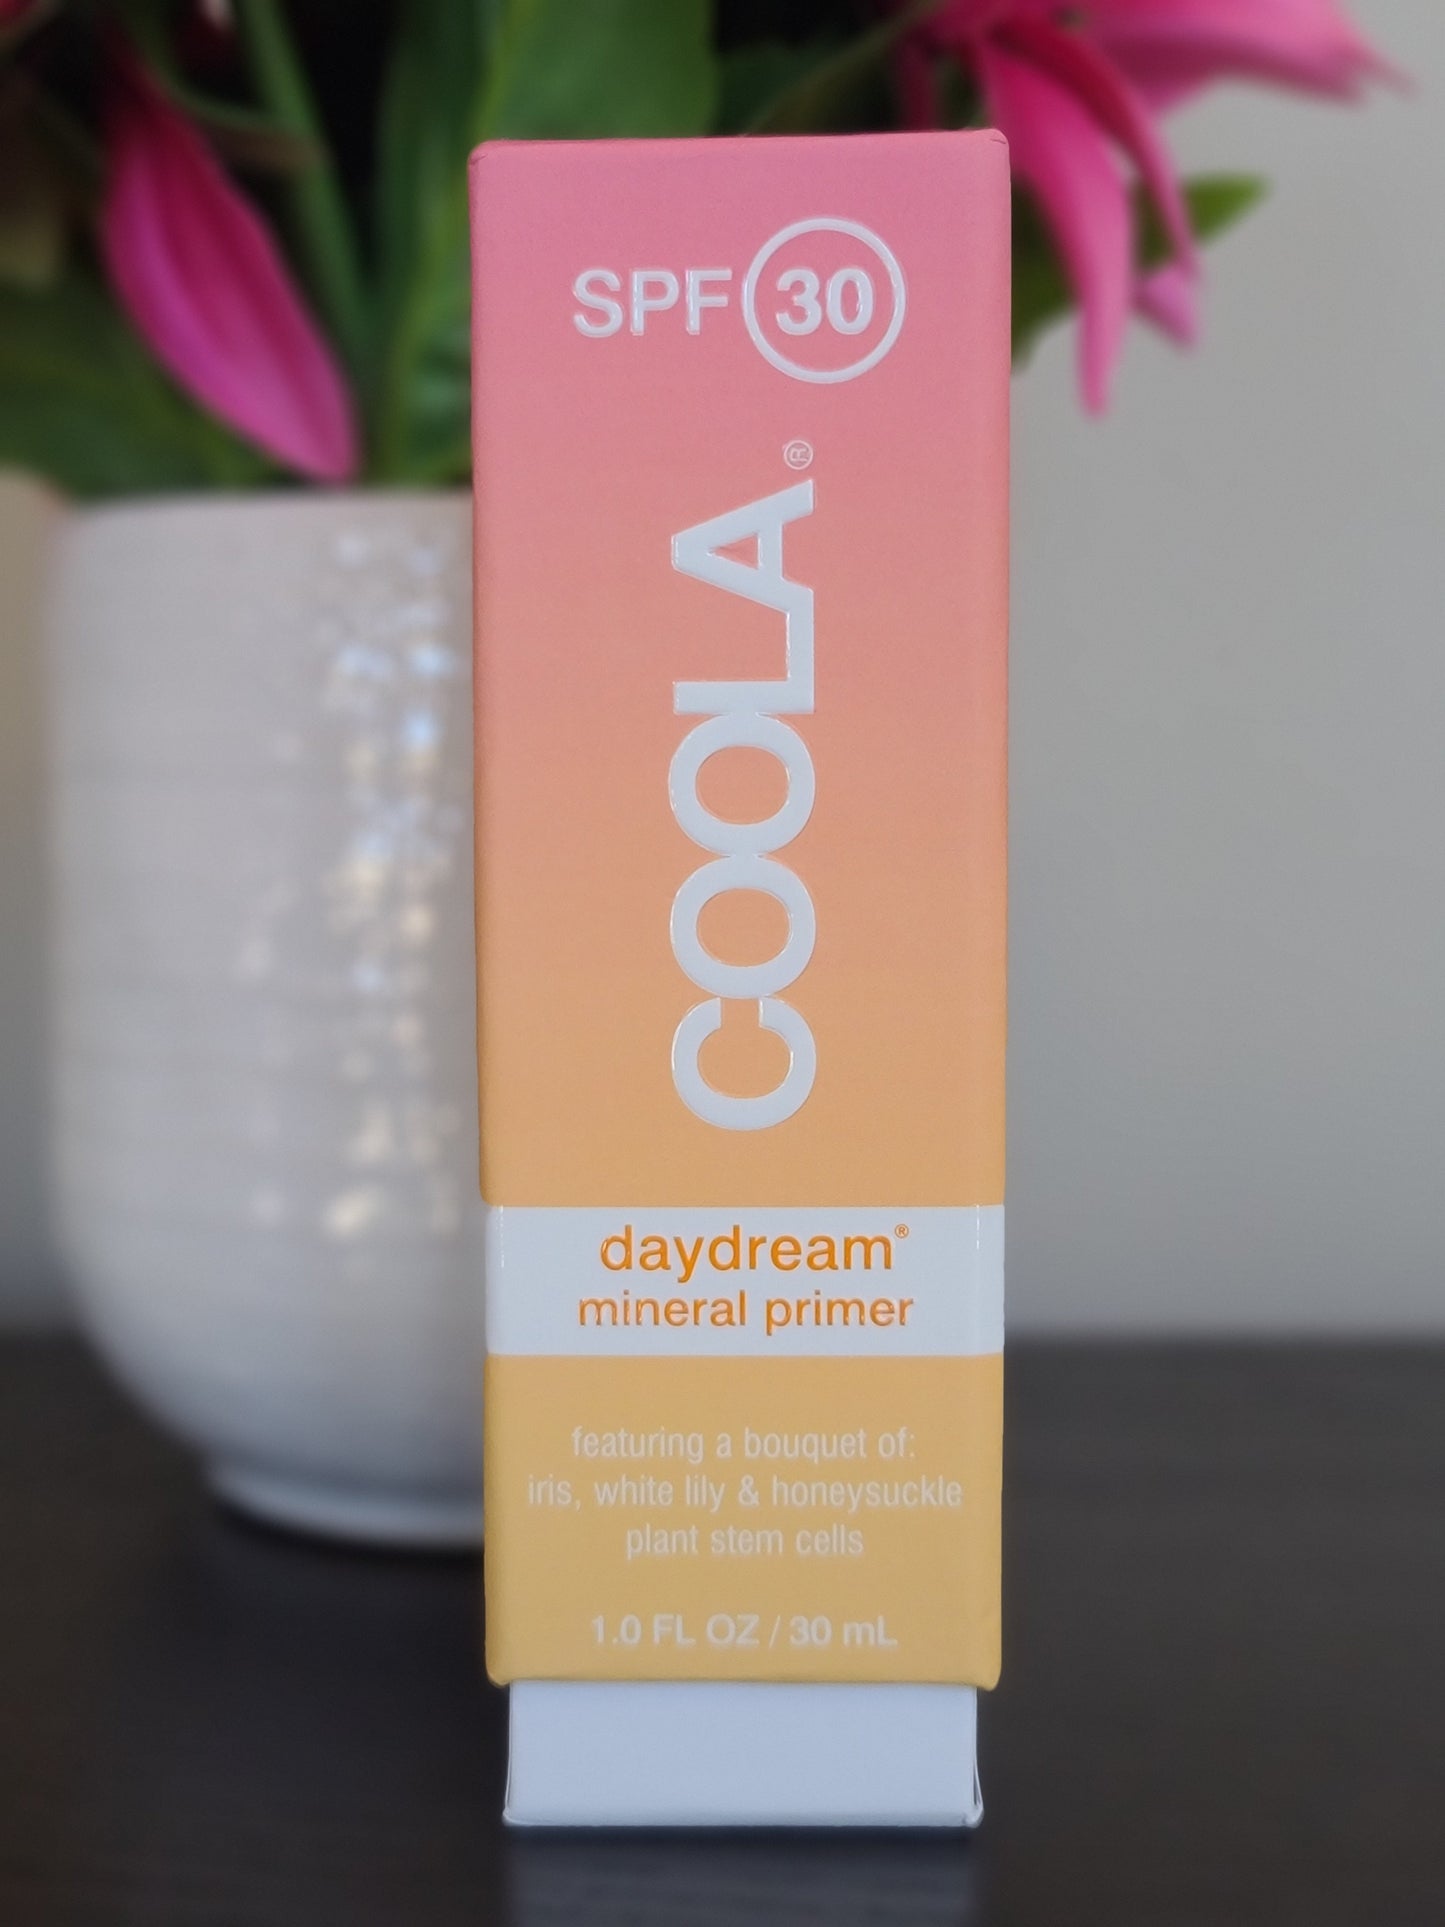 SPF 30
COOLA®
daydream®
mineral primer
featuring a bouquet of:
iris, white lily & honeysuckle
plant stem cells
1.0 FL OZ / 30 mL